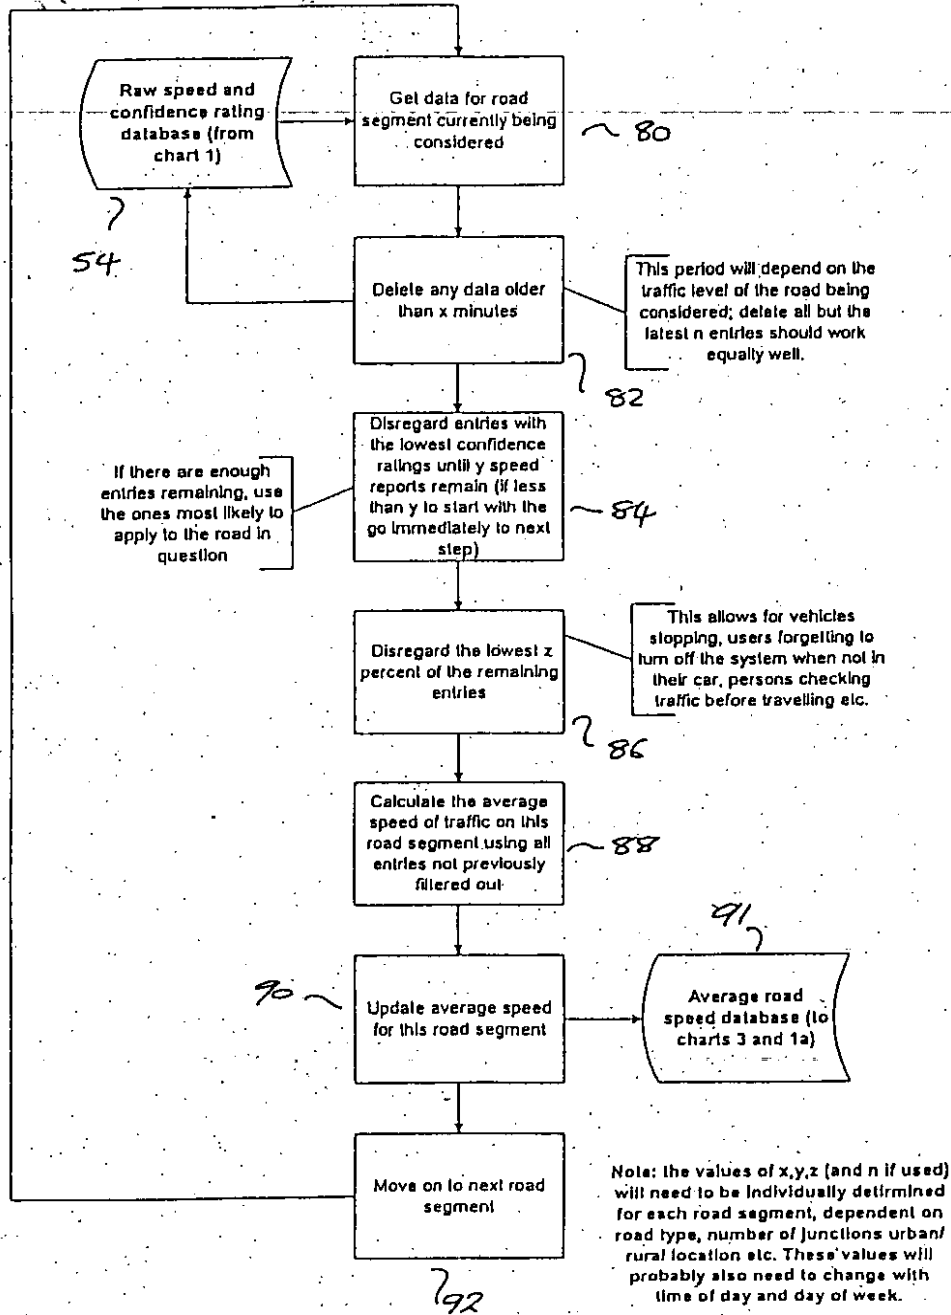 Raw speed and
confidence rating
database (from
chart 1)
54
Get data for road
segment currently being
considered
80
Delete any data older
than x minutes
82
This period will depend on the
traffic level of the road being
considered; delete all but the
latest n entries should work
equally well.
Disregard entries with
the lowest confidence
ratings until y speed
reports remain (if less
than y to start with the
go immediately to next
step)
84
If there are enough
entries remaining, use
the ones most likely to
apply to the road in
question
Disregard the lowest z
percent of the remaining
entries
86
This allows for vehicles
stopping, users forgetting to
turn off the system when not in
their car, persons checking
traffic before travelling etc.
Calculate the average
speed of traffic on this
road segment using all
entries not previously
filtered out
88
90
Update average speed
for this road segment
91
Average road
speed database (to
charts 3 and 1a)
Move on to next road
segment
92
Note: the values of x,y,z (and n if used)
will need to be individually detirmined
for each road segment, dependent on
road type, number of junctions urban/
rural location etc. These values will
probably also need to change with
time of day and day of week.